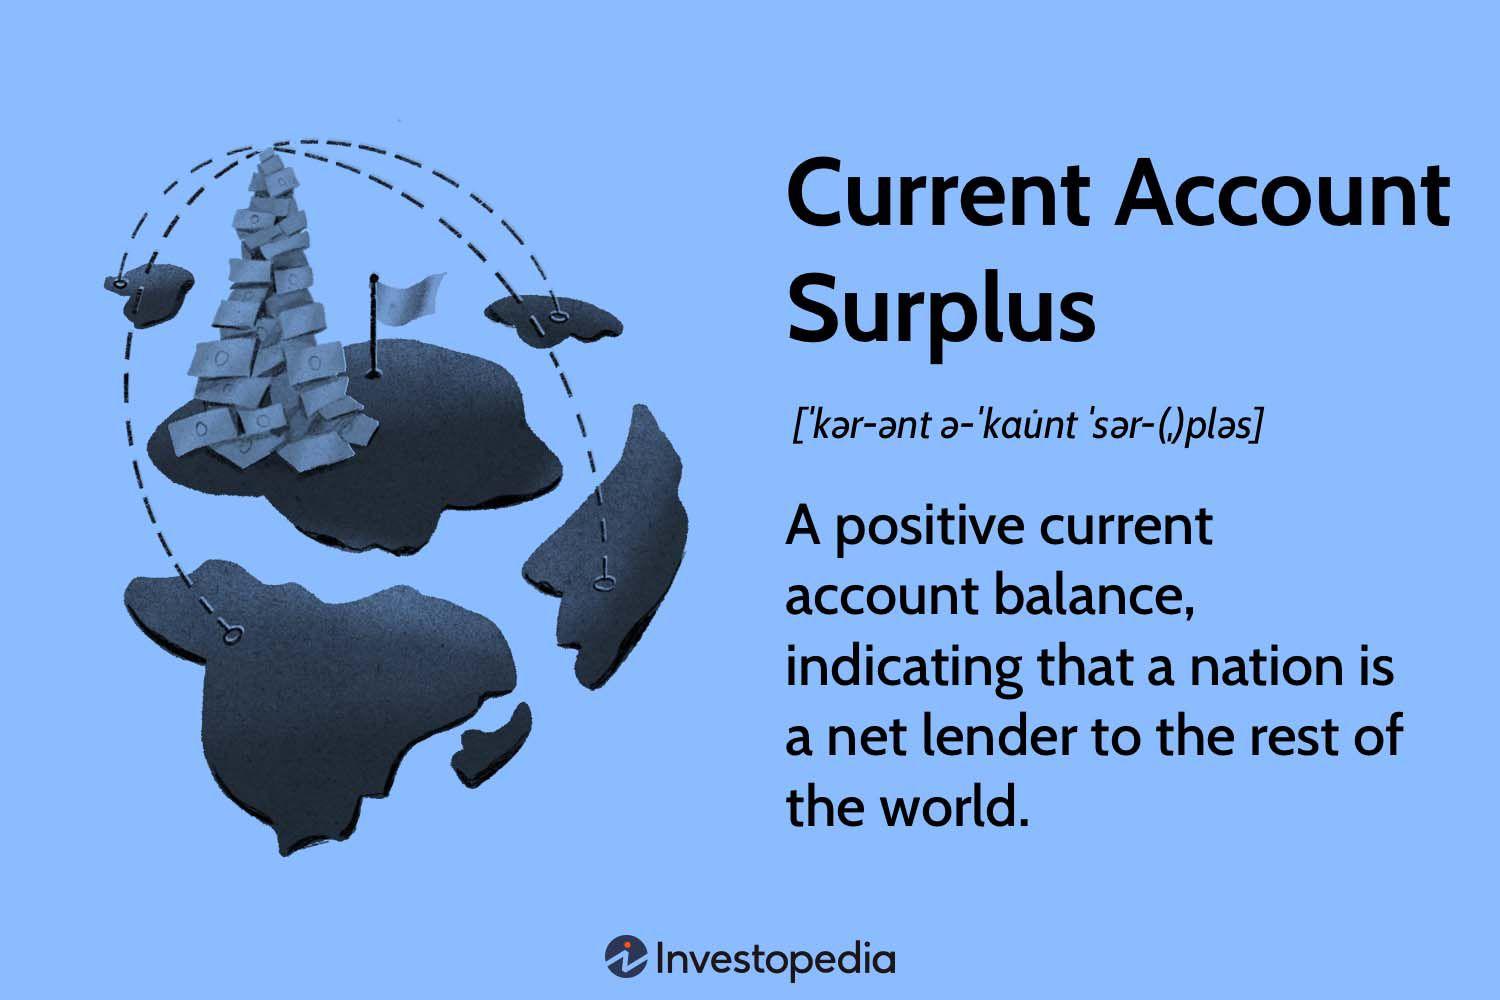 Current Account
Surplus
[ˈkər-ənt ə-ˈkau̇nt ˈsər-(ˌ)pləs]
A positive current
account balance,
indicating that a nation is
a net lender to the rest of
the world.
Investopedia